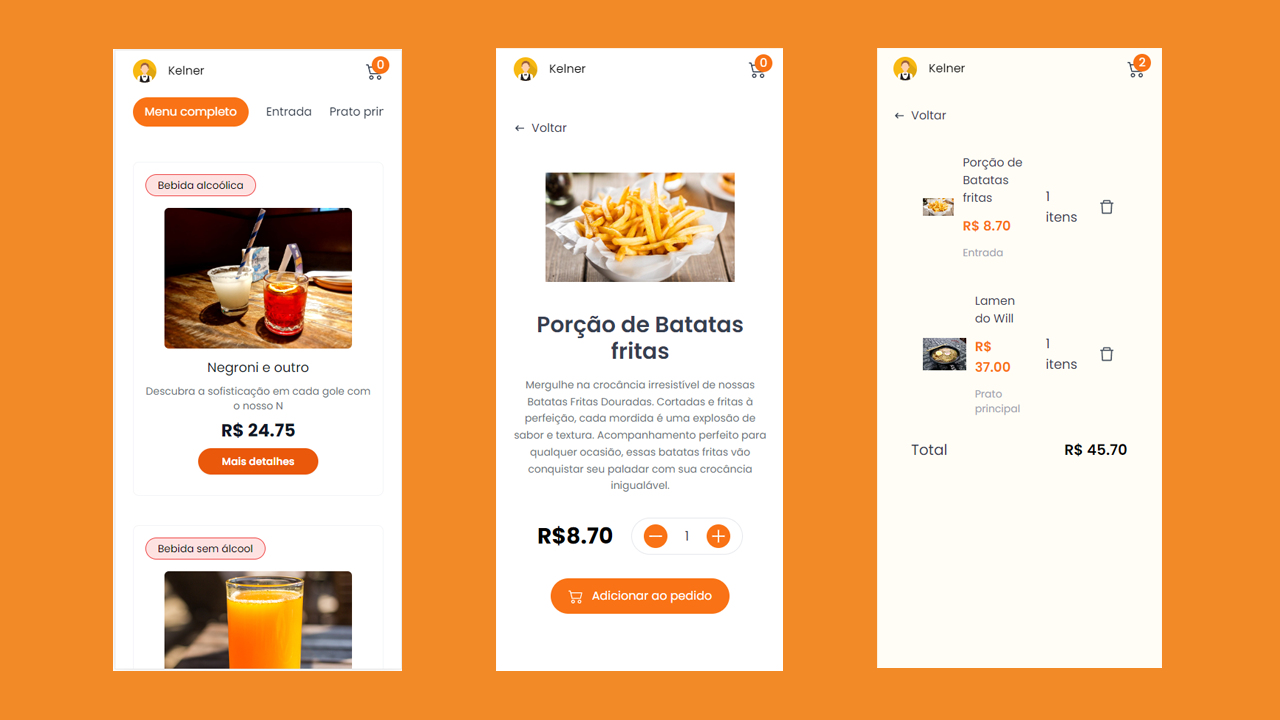 Kelner
0
Menu completo
Entrada
Prato prir
Bebida alcoólica
Negroni e outro
Descubra a sofisticação em cada gole com
o nosso N
R$ 24.75
Mais detalhes
Bebida sem álcool
Kelner
0
← Voltar
Porção de Batatas
fritas
Mergulhe na crocância irresistível de nossas
Batatas Fritas Douradas. Cortadas e fritas à
perfeição, cada mordida é uma explosão de
sabor e textura. Acompanhamento perfeito para
qualquer ocasião, essas batatas fritas vão
conquistar seu paladar com sua crocância
inigualável.
R$8.70
1
Adicionar ao pedido
Kelner
2
← Voltar
Porção de
Batatas
fritas
R$ 8.70
Entrada
1
itens
Lamen
do Will
R$
37.00
Prato
principal
1
itens
Total
R$ 45.70